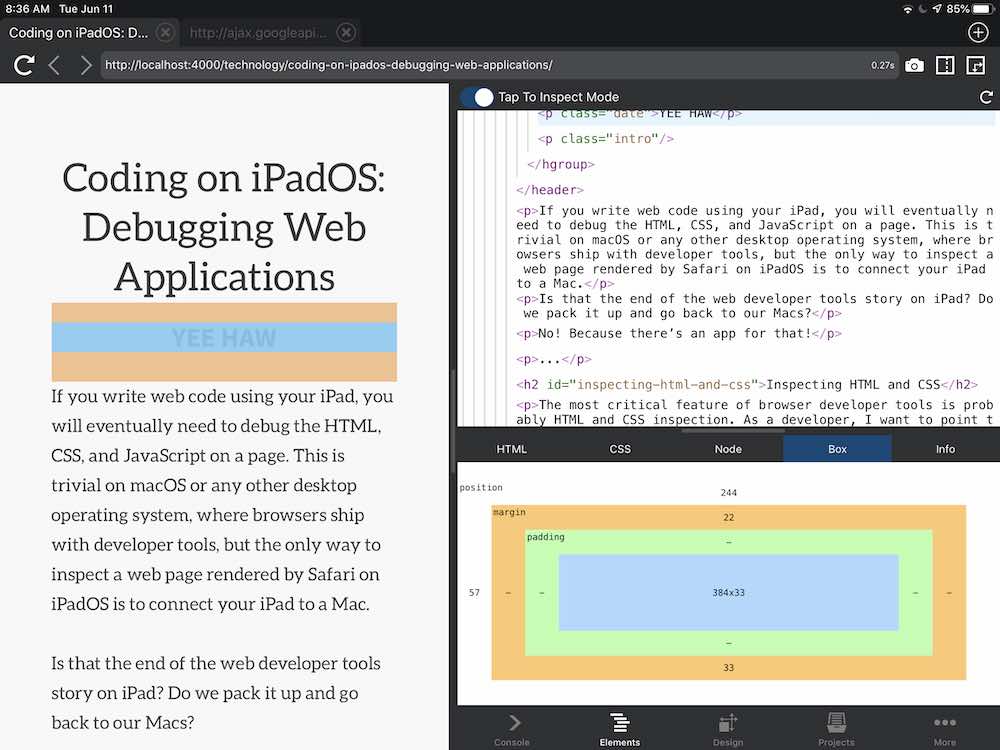 8:36 AM Tue Jun 11
85%
Coding on iPadOS: D...
http://ajax.googleapi...
http://localhost:4000/technology/coding-on-ipados-debugging-web-applications/
0.27s
Coding on iPadOS:
Debugging Web
Applications
YEE HAW
If you write web code using your iPad, you
will eventually need to debug the HTML,
CSS, and JavaScript on a page. This is
trivial on macOS or any other desktop
operating system, where browsers ship
with developer tools, but the only way to
inspect a web page rendered by Safari on
iPadOS is to connect your iPad to a Mac.
Is that the end of the web developer tools
story on iPad? Do we pack it up and go
back to our Macs?
Tap To Inspect Mode
<p class="date">YEE HAW</p>
<p class="intro"/>
</hgroup>
</header>
<p>If you write web code using your iPad, you will eventually n
eed to debug the HTML, CSS, and JavaScript on a page. This is t
rivial on macOS or any other desktop operating system, where br
owsers ship with developer tools, but the only way to inspect a
web page rendered by Safari on iPadOS is to connect your iPad
to a Mac.</p>
<p>Is that the end of the web developer tools story on iPad? Do
we pack it up and go back to our Macs?</p>
<p>No! Because there’s an app for that!</p>
<p>...</p>
<h2 id="inspecting-html-and-css">Inspecting HTML and CSS</h2>
<p>The most critical feature of browser developer tools is prob
ably HTML and CSS inspection. As a developer, I want to point t
HTML CSS Node Box Info
position
244
margin
22
padding
–
57 – – 384x33 – –
–
33
Console Elements Design Projects More